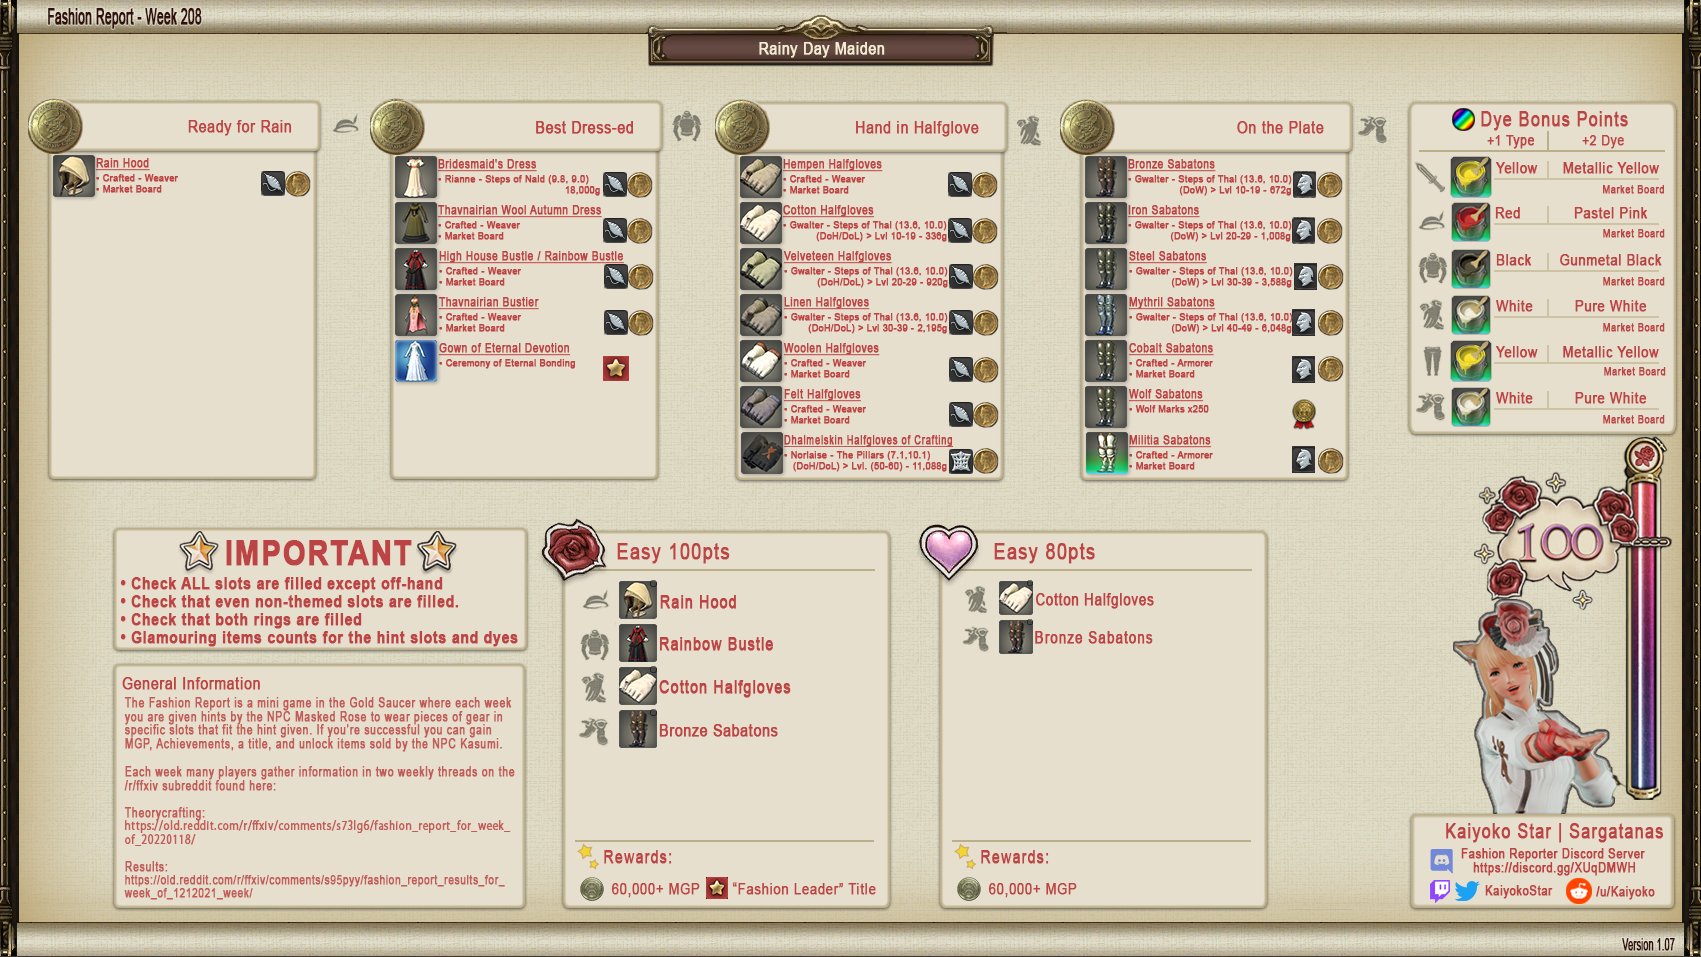 Fashion Report - Week 208
Rainy Day Maiden
Ready for Rain
Rain Hood
• Crafted - Weaver
• Market Board
Best Dress-ed
Bridesmaid's Dress
• Rianne - Steps of Nald (9.8, 9.0)
18,000g
Thavnairian Wool Autumn Dress
• Crafted - Weaver
• Market Board
High House Bustle / Rainbow Bustle
• Crafted - Weaver
• Market Board
Thavnairian Bustier
• Crafted - Weaver
• Market Board
Gown of Eternal Devotion
• Ceremony of Eternal Bonding
Hand in Halfglove
Hempen Halfgloves
• Crafted - Weaver
• Market Board
Cotton Halfgloves
• Gwalter - Steps of Thal (13.6, 10.0)
(DoH/DoL) > Lvl 10-19 - 336g
Velveteen Halfgloves
• Gwalter - Steps of Thal (13.6, 10.0)
(DoH/DoL) > Lvl 20-29 - 920g
Linen Halfgloves
• Gwalter - Steps of Thal (13.6, 10.0)
(DoH/DoL) > Lvl 30-39 - 2,195g
Woolen Halfgloves
• Crafted - Weaver
• Market Board
Felt Halfgloves
• Crafted - Weaver
• Market Board
Dhalmelskin Halfgloves of Crafting
• Norlaise - The Pillars (7.1,10.1)
(DoH/DoL) > Lvl. (50-60) - 11,088g
On the Plate
Bronze Sabatons
• Gwalter - Steps of Thal (13.6, 10.0)
(DoW) > Lvl 10-19 - 672g
Iron Sabatons
• Gwalter - Steps of Thal (13.6, 10.0)
(DoW) > Lvl 20-29 - 1,008g
Steel Sabatons
• Gwalter - Steps of Thal (13.6, 10.0)
(DoW) > Lvl 30-39 - 3,588g
Mythril Sabatons
• Gwalter - Steps of Thal (13.6, 10.0)
(DoW) > Lvl 40-49 - 6,048g
Cobalt Sabatons
• Crafted - Armorer
• Market Board
Wolf Sabatons
• Wolf Marks x250
Militia Sabatons
• Crafted - Armorer
• Market Board
Dye Bonus Points
+1 Type +2 Dye
Yellow Metallic Yellow
Market Board
Red Pastel Pink
Market Board
Black Gunmetal Black
Market Board
White Pure White
Market Board
Yellow Metallic Yellow
Market Board
White Pure White
Market Board
100
IMPORTANT
• Check ALL slots are filled except off-hand
• Check that even non-themed slots are filled.
• Check that both rings are filled
• Glamouring items counts for the hint slots and dyes
General Information
The Fashion Report is a mini game in the Gold Saucer where each week
you are given hints by the NPC Masked Rose to wear pieces of gear in
specific slots that fit the hint given. If you're successful you can gain
MGP, Achievements, a title, and unlock items sold by the NPC Kasumi.
Each week many players gather information in two weekly threads on the
/r/ffxiv subreddit found here:
Theorycrafting:
https://old.reddit.com/r/ffxiv/comments/s73lg6/fashion_report_for_week_
of_20220118/
Results:
https://old.reddit.com/r/ffxiv/comments/s95pyy/fashion_report_results_for_
week_of_1212021_week/
Easy 100pts
Rain Hood
Rainbow Bustle
Cotton Halfgloves
Bronze Sabatons
Rewards:
60,000+ MGP "Fashion Leader" Title
Easy 80pts
Cotton Halfgloves
Bronze Sabatons
Rewards:
60,000+ MGP
Kaiyoko Star | Sargatanas
Fashion Reporter Discord Server
https://discord.gg/XUqDMWH
KaiyokoStar /u/Kaiyoko
Version 1.07